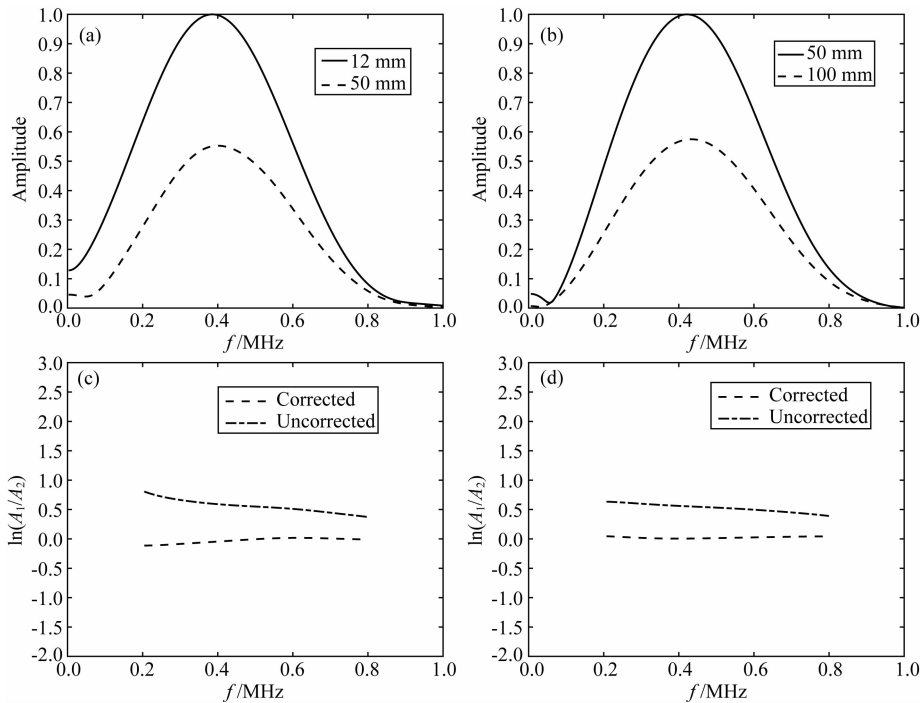 (a)
12 mm
50 mm
1.0
0.9
0.8
0.7
0.6
0.5
0.4
0.3
0.2
0.1
0.0
Amplitude
0.0 0.2 0.4 0.6 0.8 1.0
f/MHz
(b)
50 mm
100 mm
1.0
0.9
0.8
0.7
0.6
0.5
0.4
0.3
0.2
0.1
0.0
Amplitude
0.0 0.2 0.4 0.6 0.8 1.0
f/MHz
(c)
Corrected
Uncorrected
3.0
2.5
2.0
1.5
1.0
0.5
0.0
-0.5
-1.0
-1.5
-2.0
ln(A₁/A₂)
0.0 0.2 0.4 0.6 0.8 1.0
f/MHz
(d)
Corrected
Uncorrected
3.0
2.5
2.0
1.5
1.0
0.5
0.0
-0.5
-1.0
-1.5
-2.0
ln(A₁/A₂)
0.0 0.2 0.4 0.6 0.8 1.0
f/MHz